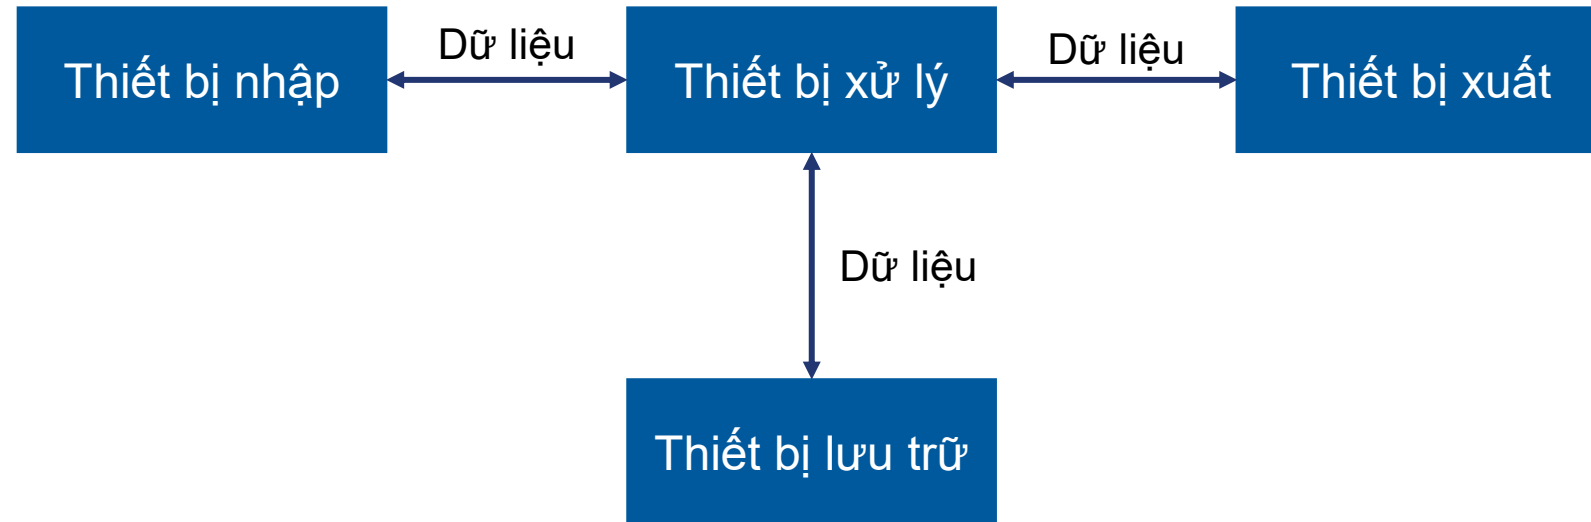 Thiết bị nhập
Dữ liệu
Thiết bị xử lý
Dữ liệu
Thiết bị xuất
Dữ liệu
Thiết bị lưu trữ